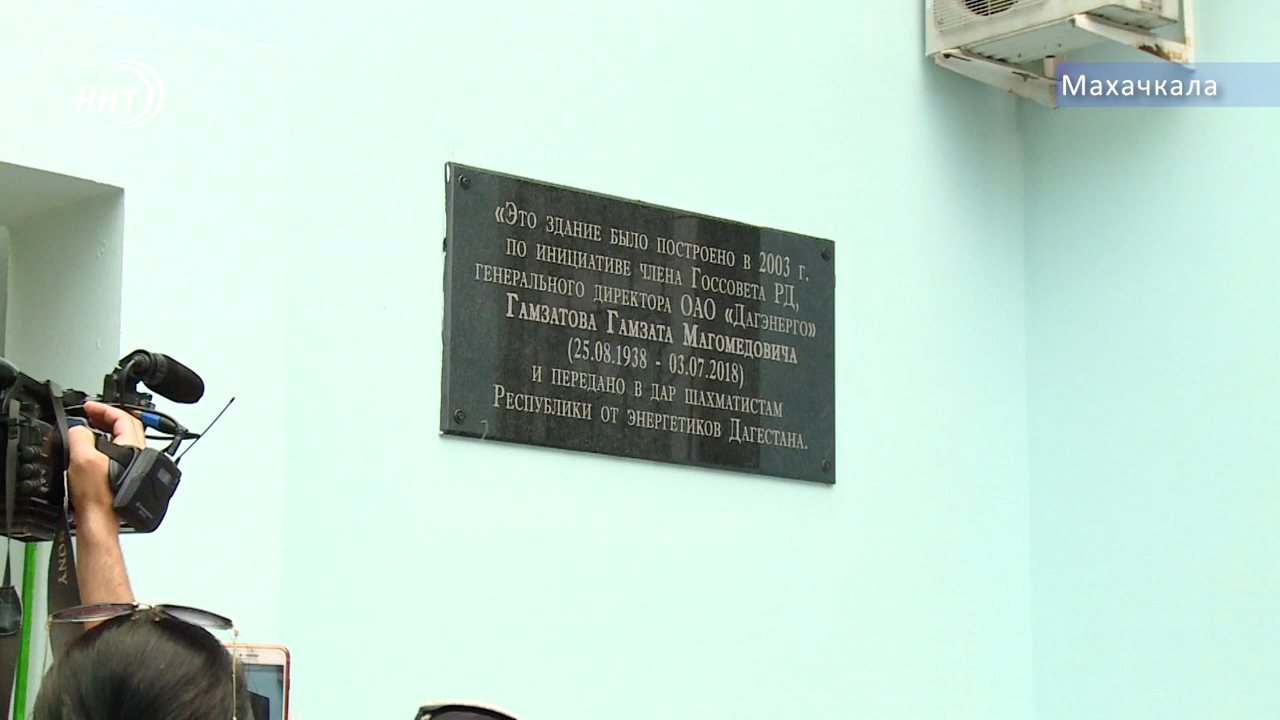 ННТ
Махачкала
«Это здание было построено в 2003 г.
по инициативе члена Госсовета РД,
генерального директора ОАО «Дагэнерго»
Гамзатова Гамзата Магомедовича
(25.08.1938 - 03.07.2018)
и передано в дар шахматистам
Республики от энергетиков Дагестана.
SONY